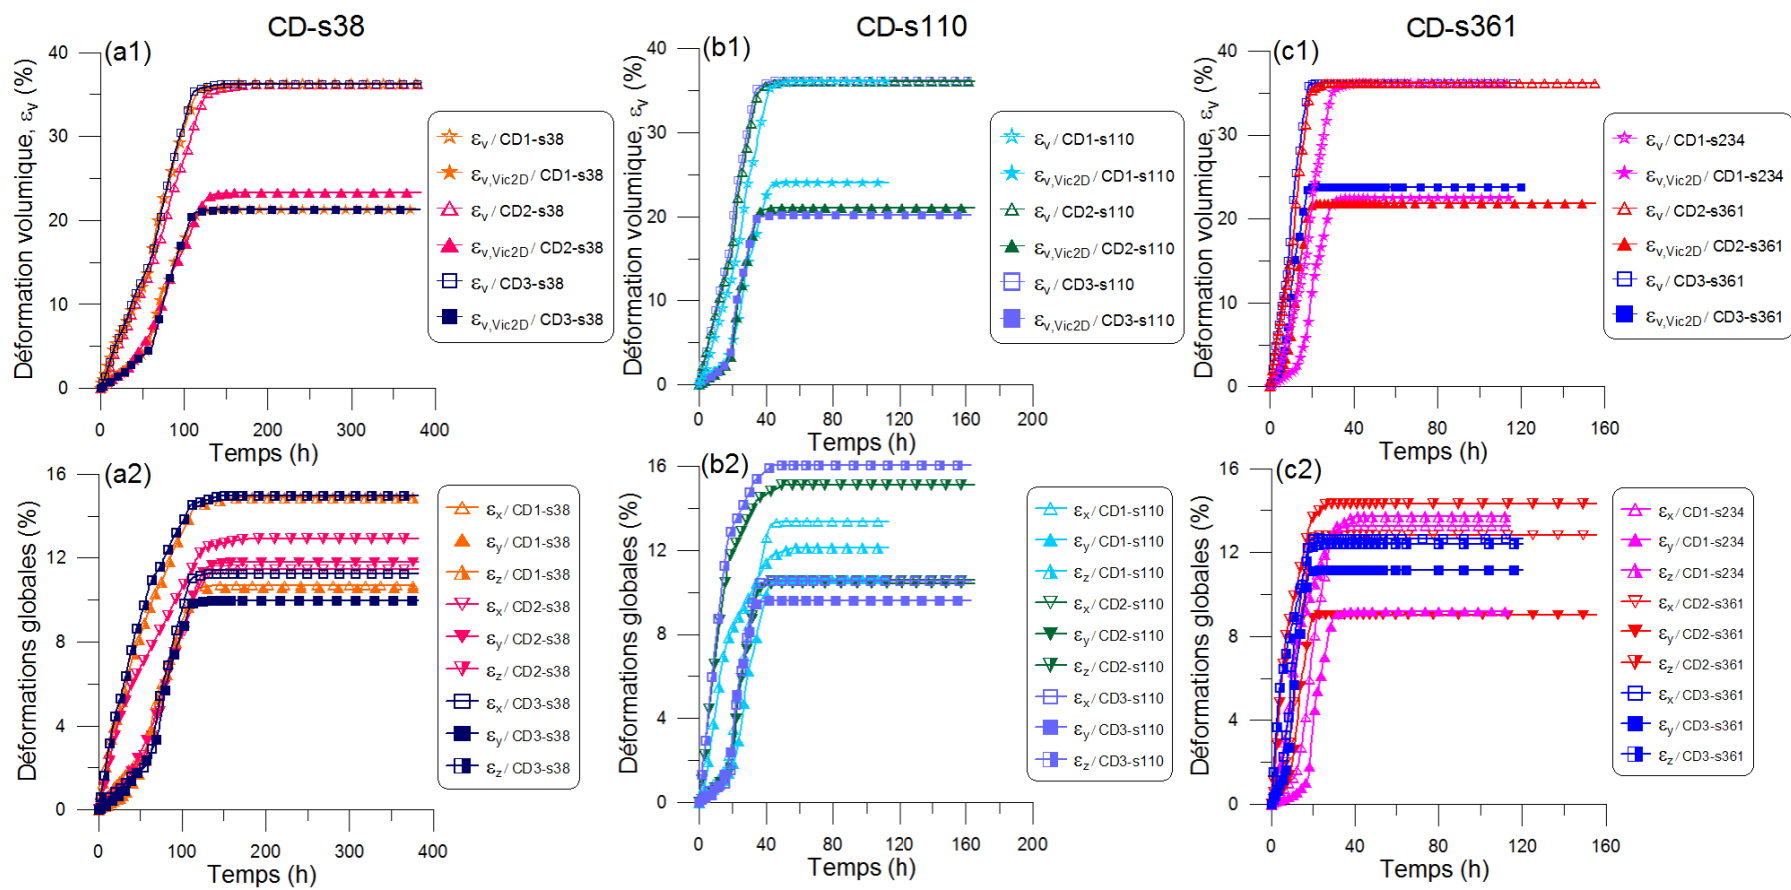 CD-s38
CD-s110
CD-s361
(a1)
Déformation volumique, εv (%)
40
30
20
10
0
0 100 200 300 400
Temps (h)
εv / CD1-s38
εv,Vic2D / CD1-s38
εv / CD2-s38
εv,Vic2D / CD2-s38
εv / CD3-s38
εv,Vic2D / CD3-s38
(b1)
Déformation volumique, εv (%)
40
30
20
10
0
0 40 80 120 160 200
Temps (h)
εv / CD1-s110
εv,Vic2D / CD1-s110
εv / CD2-s110
εv,Vic2D / CD2-s110
εv / CD3-s110
εv,Vic2D / CD3-s110
(c1)
Déformation volumique, εv (%)
40
30
20
10
0
0 40 80 120 160
Temps (h)
εv / CD1-s234
εv,Vic2D / CD1-s234
εv / CD2-s361
εv,Vic2D / CD2-s361
εv / CD3-s361
εv,Vic2D / CD3-s361
(a2)
Déformations globales (%)
16
12
8
4
0
0 100 200 300 400
Temps (h)
εx / CD1-s38
εy / CD1-s38
εz / CD1-s38
εx / CD2-s38
εy / CD2-s38
εz / CD2-s38
εx / CD3-s38
εy / CD3-s38
εz / CD3-s38
(b2)
Déformations globales (%)
16
12
8
4
0
0 40 80 120 160 200
Temps (h)
εx / CD1-s110
εy / CD1-s110
εz / CD1-s110
εx / CD2-s110
εy / CD2-s110
εz / CD2-s110
εx / CD3-s110
εy / CD3-s110
εz / CD3-s110
(c2)
Déformations globales (%)
16
12
8
4
0
0 40 80 120 160
Temps (h)
εx / CD1-s234
εy / CD1-s234
εz / CD1-s234
εx / CD2-s361
εy / CD2-s361
εz / CD2-s361
εx / CD3-s361
εy / CD3-s361
εz / CD3-s361